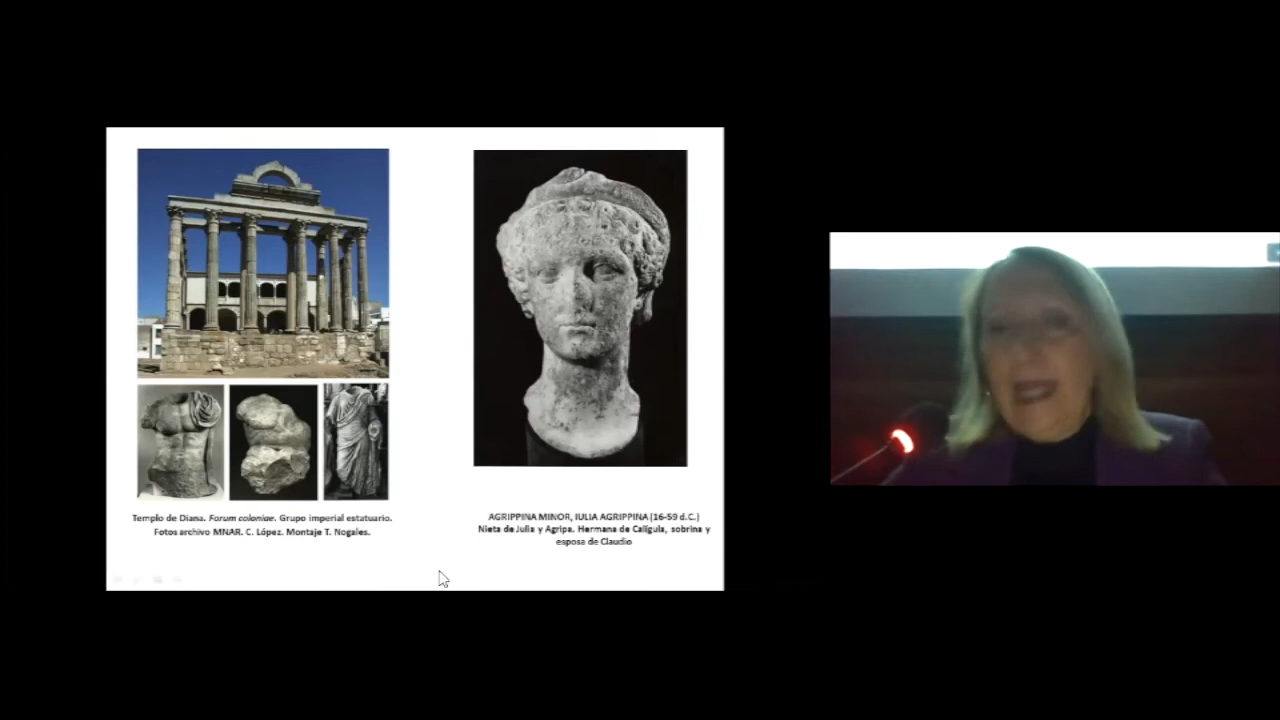 Templo de Diana. Forum coloniae. Grupo imperial estatuario.
Fotos archivo MNAR. C. López. Montaje T. Nogales.
AGRIPPINA MINOR, IULIA AGRIPPINA (16-59 d.C.)
Nieta de Julia y Agripa. Hermana de Calígula, sobrina y
esposa de Claudio